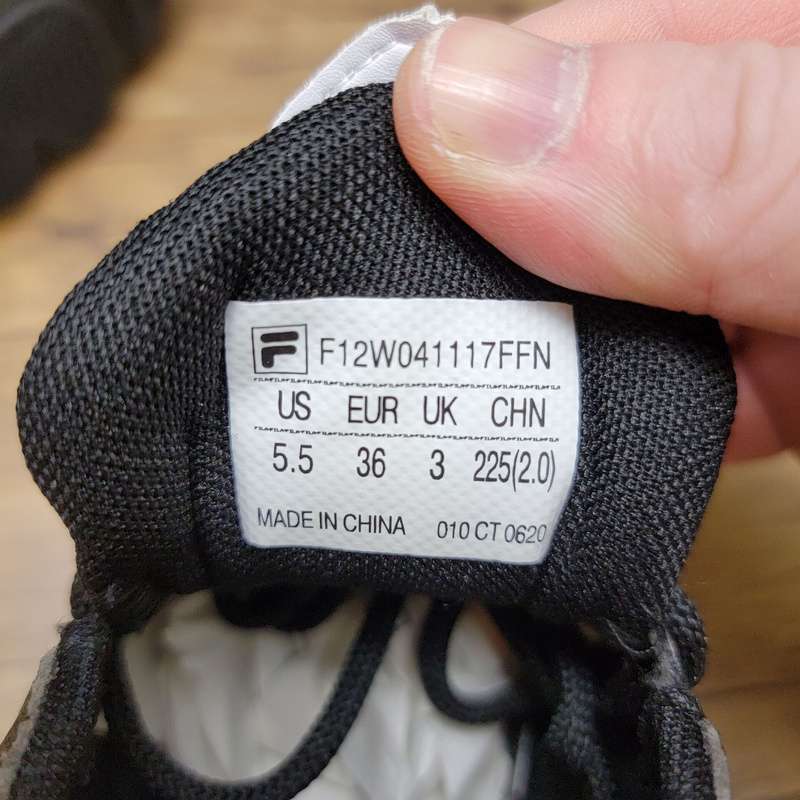 F F12W041117FFN
US EUR UK CHN
5.5 36 3 225(2.0)
MADE IN CHINA 010 CT 0620